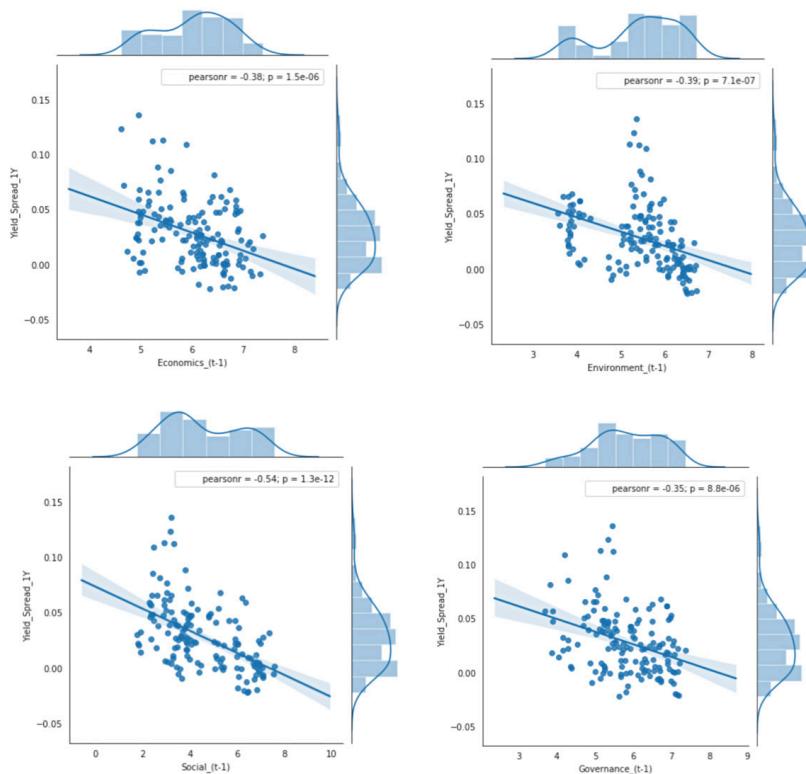 pearsonr = -0.38; p = 1.5e-06
0.15
0.10
0.05
0.00
−0.05
Yield_Spread_1Y
4 5 6 7 8
Economics_(t-1)
pearsonr = -0.39; p = 7.1e-07
0.15
0.10
0.05
0.00
−0.05
Yield_Spread_1Y
3 4 5 6 7 8
Environment_(t-1)
pearsonr = -0.54; p = 1.3e-12
0.15
0.10
0.05
0.00
−0.05
Yield_Spread_1Y
0 2 4 6 8 10
Social_(t-1)
pearsonr = -0.35; p = 8.8e-06
0.15
0.10
0.05
0.00
−0.05
Yield_Spread_1Y
3 4 5 6 7 8 9
Governance_(t-1)